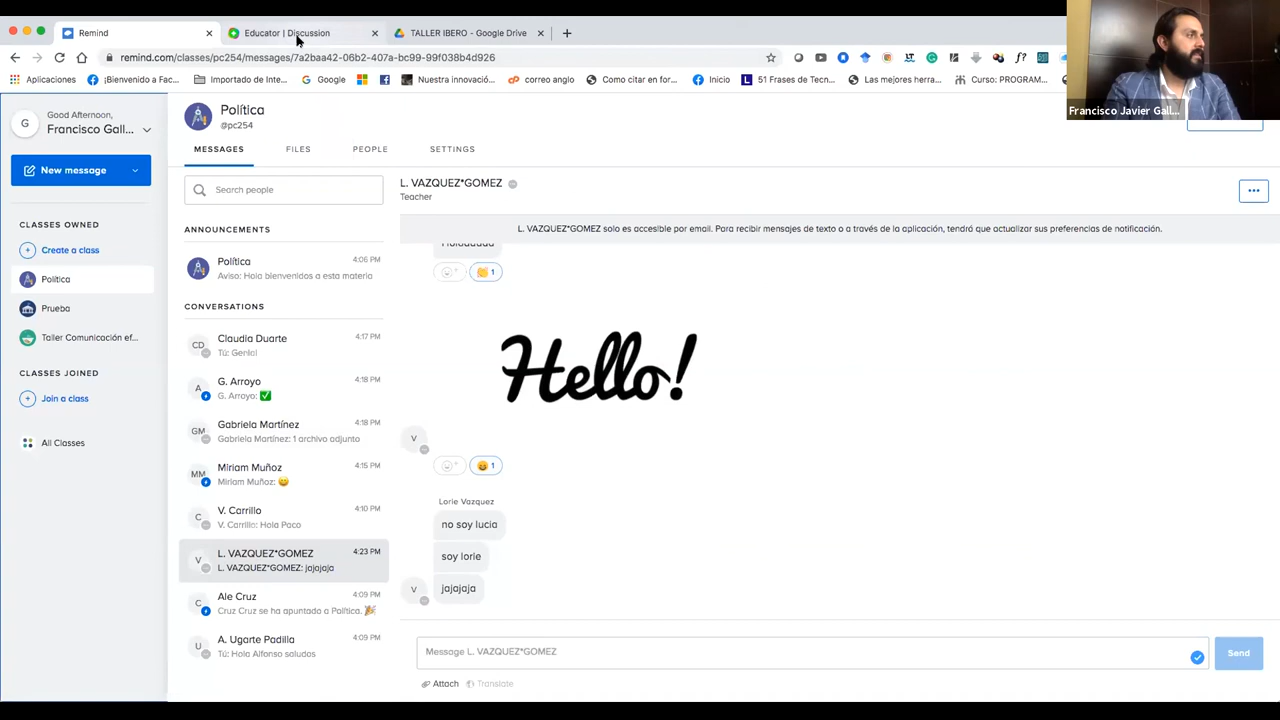 Remind
Educator | Discussion
TALLER IBERO - Google Drive
remind.com/classes/pc254/messages/7a2baa42-06b2-407a-bc99-99f038b4d926
Aplicaciones
¡Bienvenido a Fac...
Importado de Inte...
Google
Nuestra innovació...
correo anglo
Como citar en for...
Inicio
51 Frases de Tecn...
Las mejores herra...
Curso: PROGRAM...
Francisco Javier Gall...
G
Good Afternoon,
Francisco Gall...
New message
CLASSES OWNED
Create a class
Política
Prueba
Taller Comunicación ef...
CLASSES JOINED
Join a class
All Classes
Política
@pc254
MESSAGES
FILES
PEOPLE
SETTINGS
Search people
ANNOUNCEMENTS
Política 4:06 PM
Aviso: Hola bienvenidos a esta materia
CONVERSATIONS
CD
Claudia Duarte 4:17 PM
Tú: Genial
A
G. Arroyo 4:18 PM
G. Arroyo: ✅
GM
Gabriela Martínez 4:18 PM
Gabriela Martínez: 1 archivo adjunto
MM
Miriam Muñoz 4:15 PM
Miriam Muñoz: 😄
C
V. Carrillo 4:10 PM
V. Carrillo: Hola Paco
V
L. VAZQUEZ*GOMEZ 4:23 PM
L. VAZQUEZ*GOMEZ: jajajaja
C
Ale Cruz 4:09 PM
Cruz Cruz se ha apuntado a Política. 🎉
U
A. Ugarte Padilla 4:09 PM
Tú: Hola Alfonso saludos
L. VAZQUEZ*GOMEZ
Teacher
L. VAZQUEZ*GOMEZ solo es accesible por email. Para recibir mensajes de texto o a través de la aplicación, tendrá que actualizar sus preferencias de notificación.
1
Hello!
V
1
Lorie Vazquez
no soy lucia
soy lorie
V
jajajaja
Message L. VAZQUEZ*GOMEZ
Send
Attach
Translate